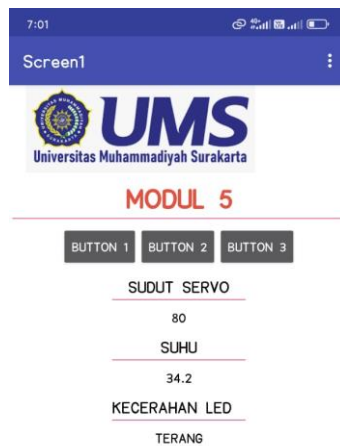 7:01
Screen1
UMS
Universitas Muhammadiyah Surakarta
MODUL 5
BUTTON 1 BUTTON 2 BUTTON 3
SUDUT SERVO
80
SUHU
34.2
KECERAHAN LED
TERANG